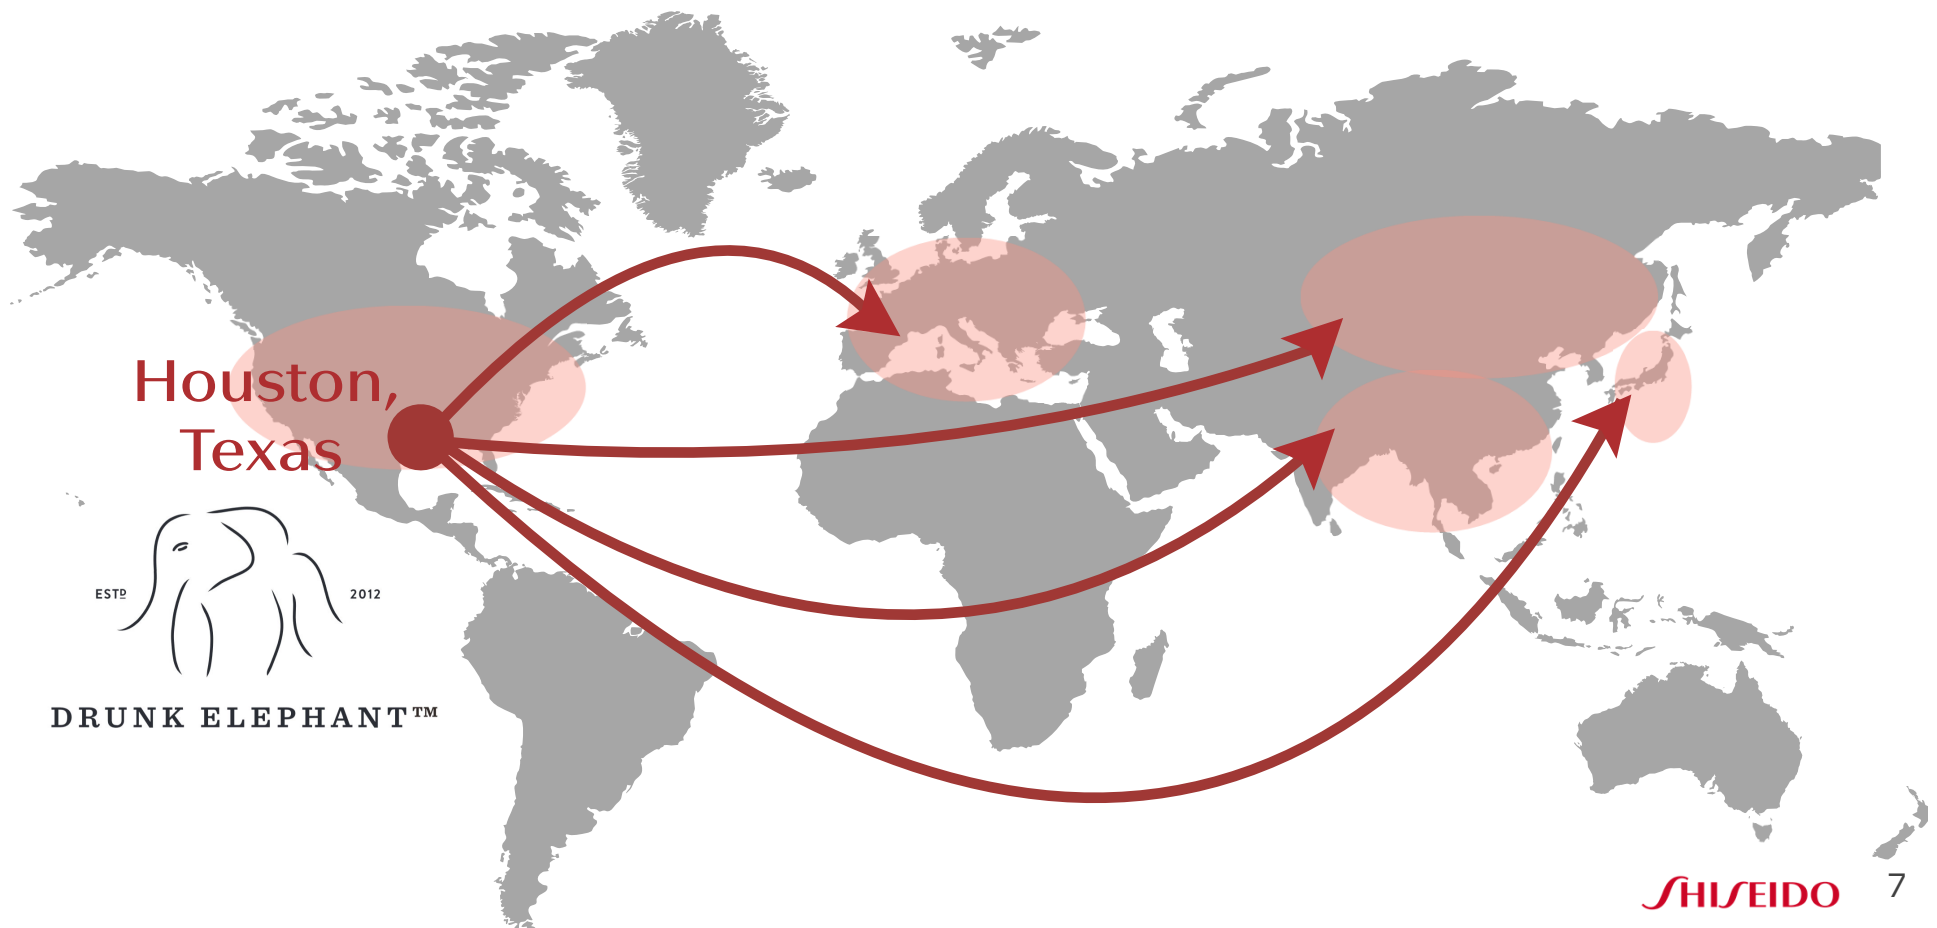 Houston,
Texas
ESTD 2012
DRUNK ELEPHANT™
SHISEIDO 7